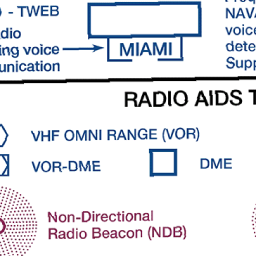 - TWEB
dio
ing voice
unication
MIAMI
NAVA
voice
dete
Supp
RADIO AIDS T
VHF OMNI RANGE (VOR)
VOR-DME
DME
Non-Directional
Radio Beacon (NDB)